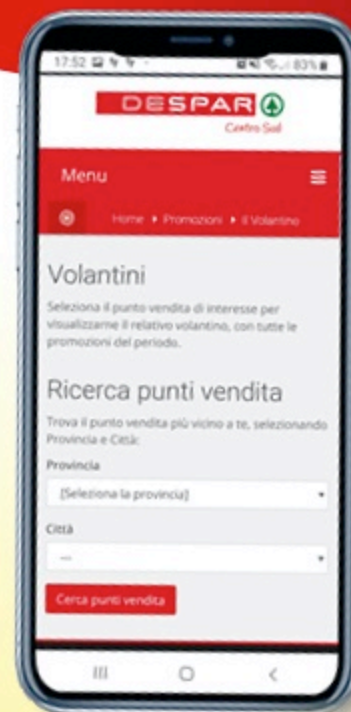 17:52
83%
DESPAR
Centro Sud
Menu
Home Promozioni Il Volantino
Volantini
Seleziona il punto vendita di interesse per
visualizzarne il relativo volantino, con tutte le
promozioni del periodo.
Ricerca punti vendita
Trova il punto vendita più vicino a te, selezionando
Provincia e Città:
Provincia
[Seleziona la provincia]
Città
---
Cerca punti vendita